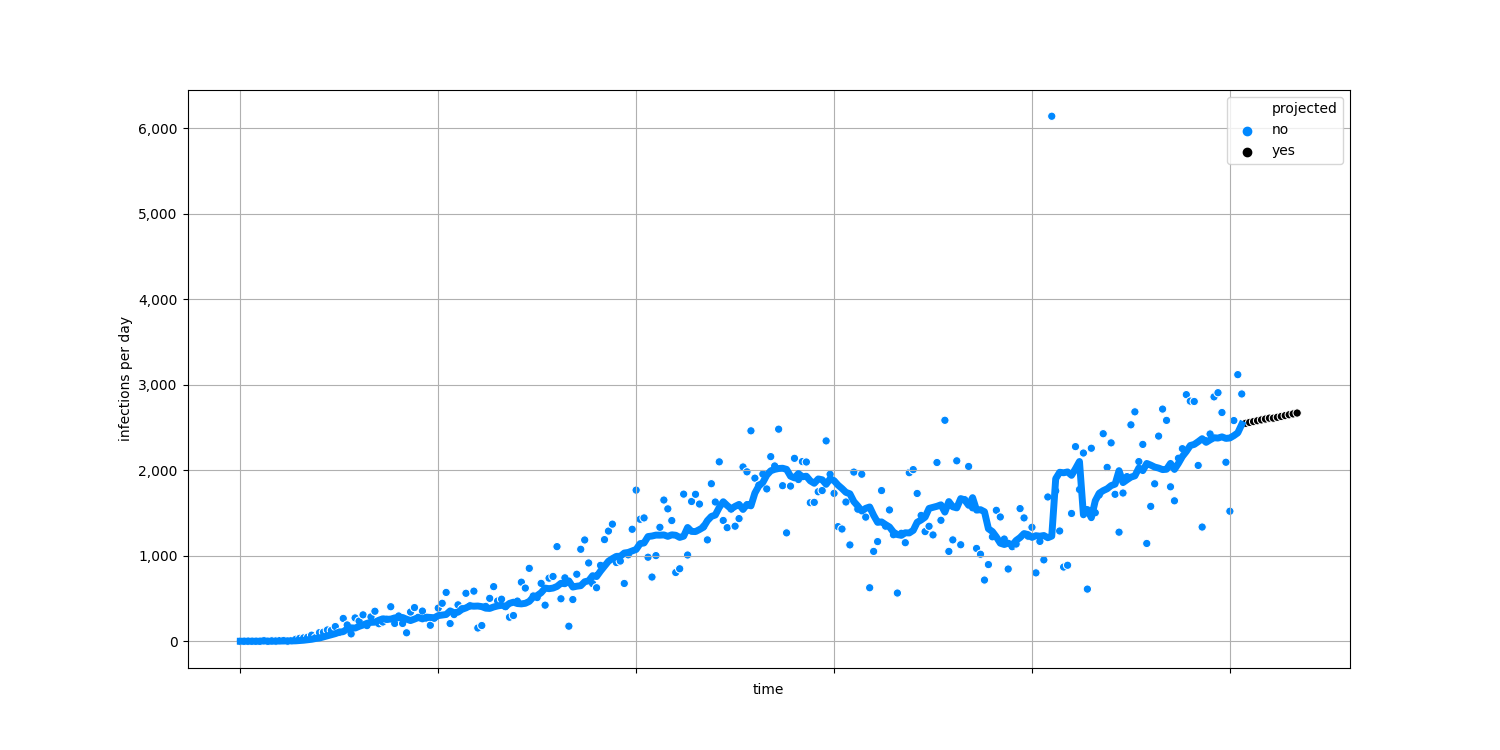 projected
no
yes
6,000
5,000
4,000
3,000
2,000
1,000
0
infections per day
time